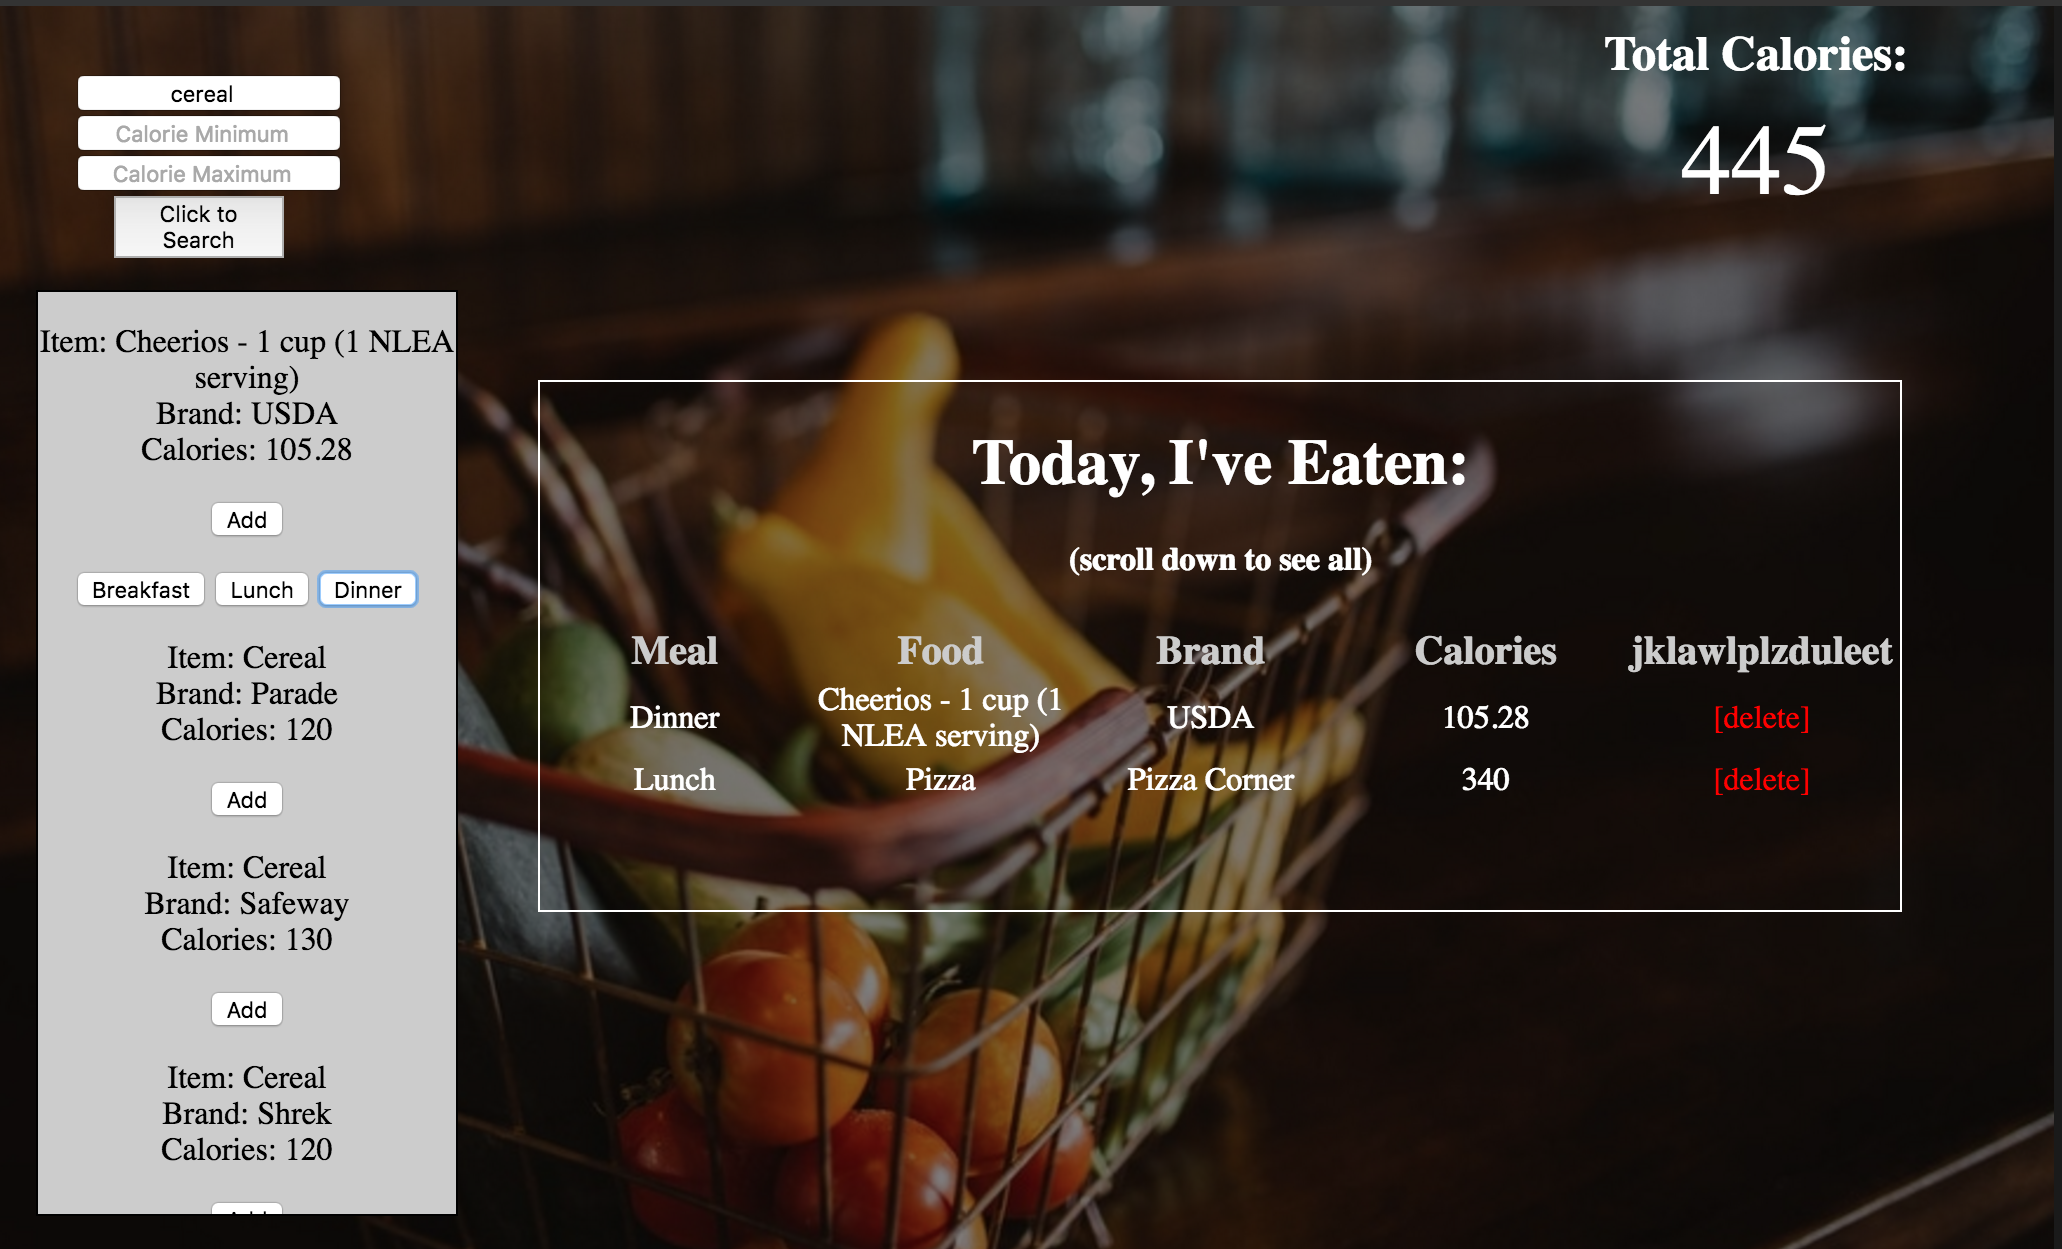 cereal
Calorie Minimum
Calorie Maximum
Click to
Search
Total Calories:
445
Item: Cheerios - 1 cup (1 NLEA
serving)
Brand: USDA
Calories: 105.28
Add
Breakfast Lunch Dinner
Item: Cereal
Brand: Parade
Calories: 120
Add
Item: Cereal
Brand: Safeway
Calories: 130
Add
Item: Cereal
Brand: Shrek
Calories: 120
Add
Today, I've Eaten:
(scroll down to see all)
Meal Food Brand Calories jklawlplzduleet
Dinner Cheerios - 1 cup (1
NLEA serving) USDA 105.28 [delete]
Lunch Pizza Pizza Corner 340 [delete]